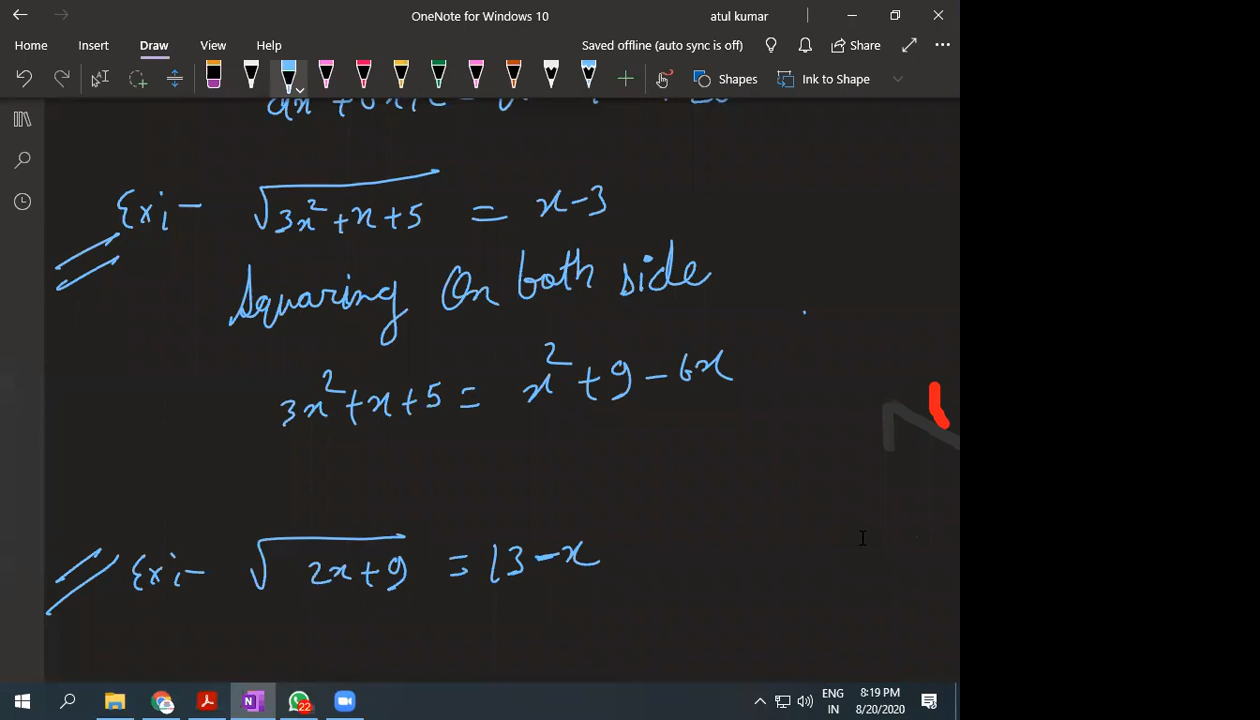 OneNote for Windows 10
atul kumar
Home Insert Draw View Help
Saved offline (auto sync is off)
Share
Shapes
Ink to Shape
Ex:- √(3x²+x+5) = x-3
Squaring On both side
3x²+x+5 = x²+9-6x
Ex:- √(2x+9) = 13-x
N
22
ENG 8:19 PM
IN 8/20/2020